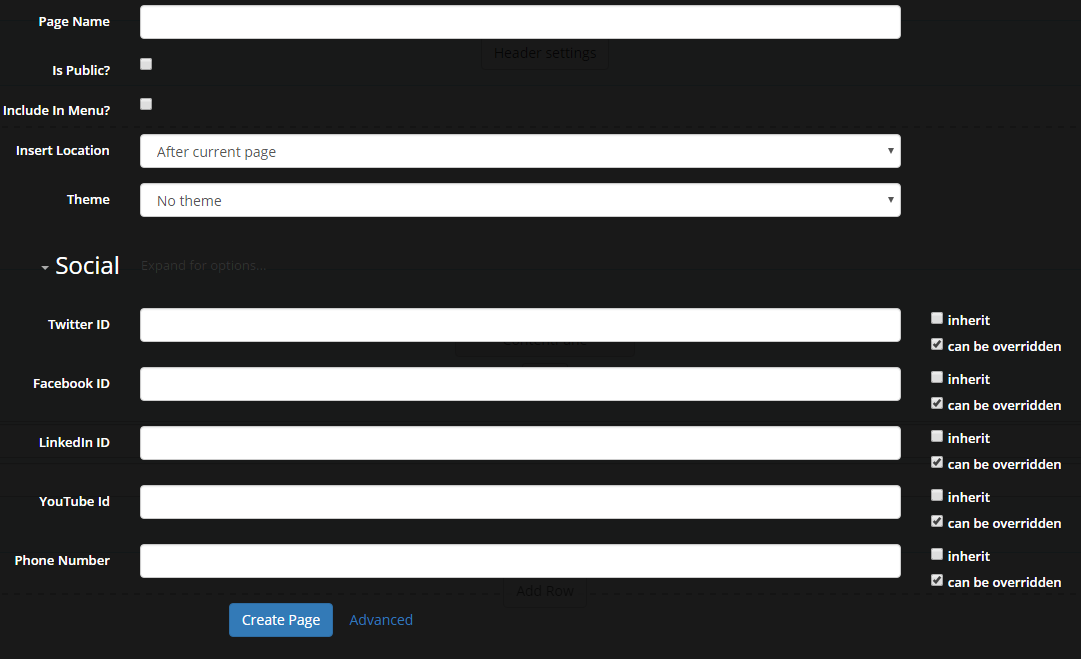 Page Name
Header settings
Is Public?
Include In Menu?
Insert Location After current page
Theme No theme
Social Expand for options...
Twitter ID inherit
can be overridden
Facebook ID inherit
can be overridden
LinkedIn ID inherit
can be overridden
YouTube Id inherit
can be overridden
Phone Number inherit
can be overridden
Add Row
Create Page Advanced